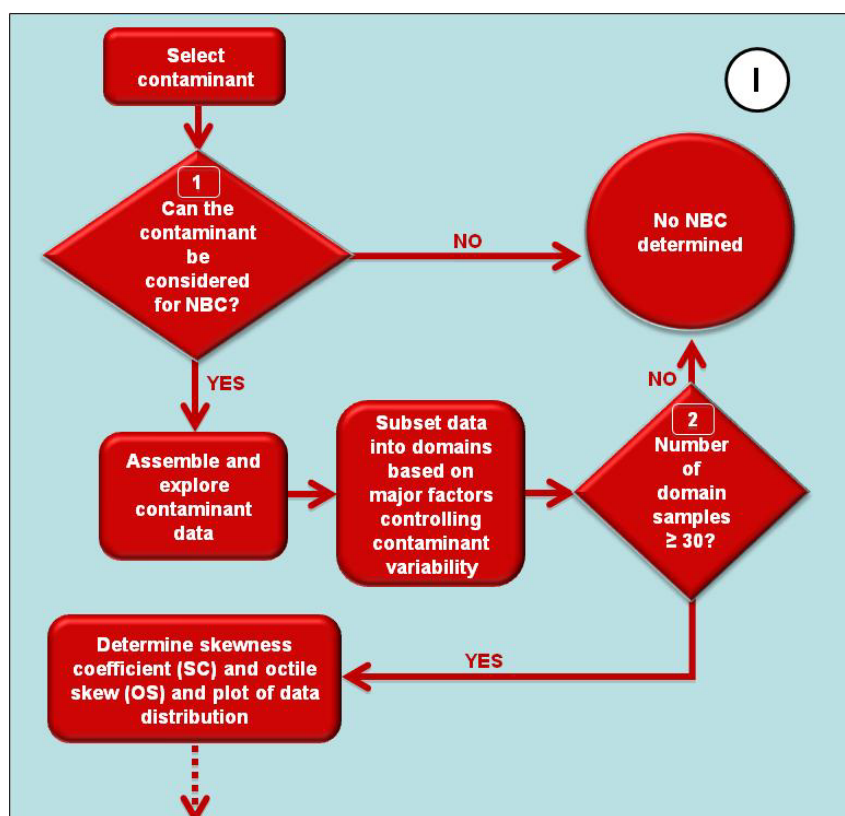 Select
contaminant
I
1
Can the
contaminant
be
considered
for NBC?
NO
No NBC
determined
YES
Assemble and
explore
contaminant
data
Subset data
into domains
based on
major factors
controlling
contaminant
variability
NO
2
Number
of
domain
samples
≥ 30?
YES
Determine skewness
coefficient (SC) and octile
skew (OS) and plot of data
distribution